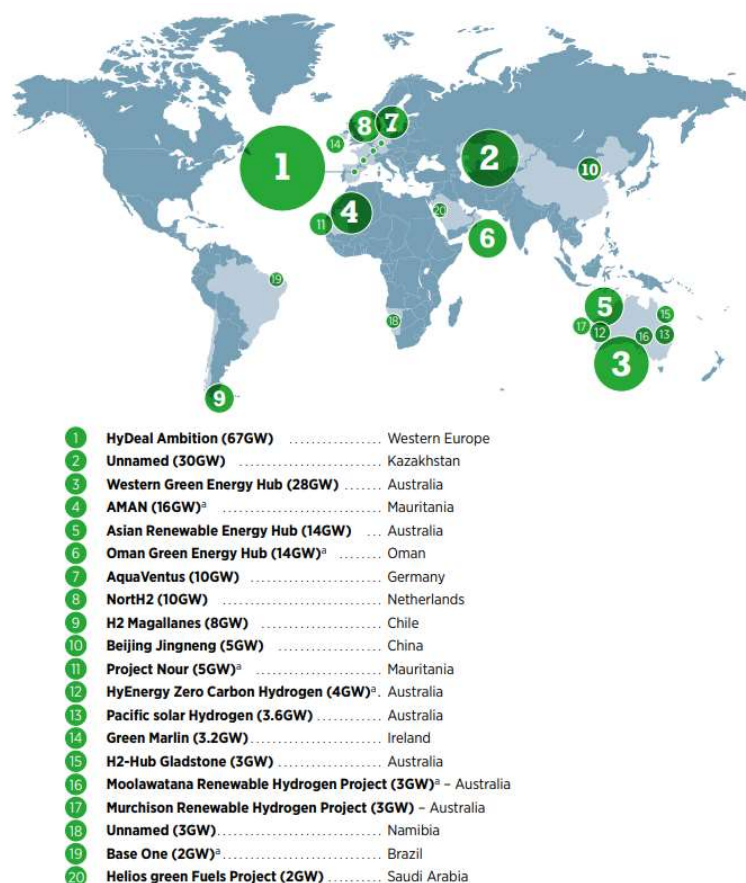 8
7
14
1
2
10
4
11
20
6
19
5
15
18
17
12
16
13
3
9
1 HyDeal Ambition (67GW) ..................... Western Europe
2 Unnamed (30GW) ................................... Kazakhstan
3 Western Green Energy Hub (28GW) ........ Australia
4 AMAN (16GW)ᵃ ................................... Mauritania
5 Asian Renewable Energy Hub (14GW) ... Australia
6 Oman Green Energy Hub (14GW)ᵃ ........ Oman
7 AquaVentus (10GW) .............................. Germany
8 NortH2 (10GW) ................................... Netherlands
9 H2 Magallanes (8GW) .......................... Chile
10 Beijing Jingneng (5GW) ........................ China
11 Project Nour (5GW)ᵃ ........................... Mauritania
12 HyEnergy Zero Carbon Hydrogen (4GW)ᵃ. Australia
13 Pacific solar Hydrogen (3.6GW) ............. Australia
14 Green Marlin (3.2GW)........................... Ireland
15 H2-Hub Gladstone (3GW) ..................... Australia
16 Moolawatana Renewable Hydrogen Project (3GW)ᵃ – Australia
17 Murchison Renewable Hydrogen Project (3GW) – Australia
18 Unnamed (3GW)................................... Namibia
19 Base One (2GW)ᵃ................................. Brazil
20 Helios green Fuels Project (2GW) ........... Saudi Arabia